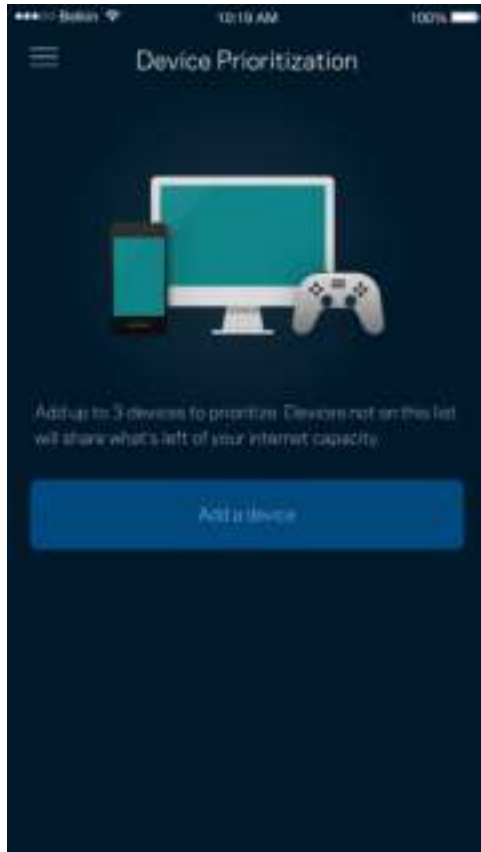 Belkin 10:19 AM 100%
Device Prioritization
Add up to 3 devices to prioritize. Devices not on this list
will share what's left of your internet capacity.
Add a device